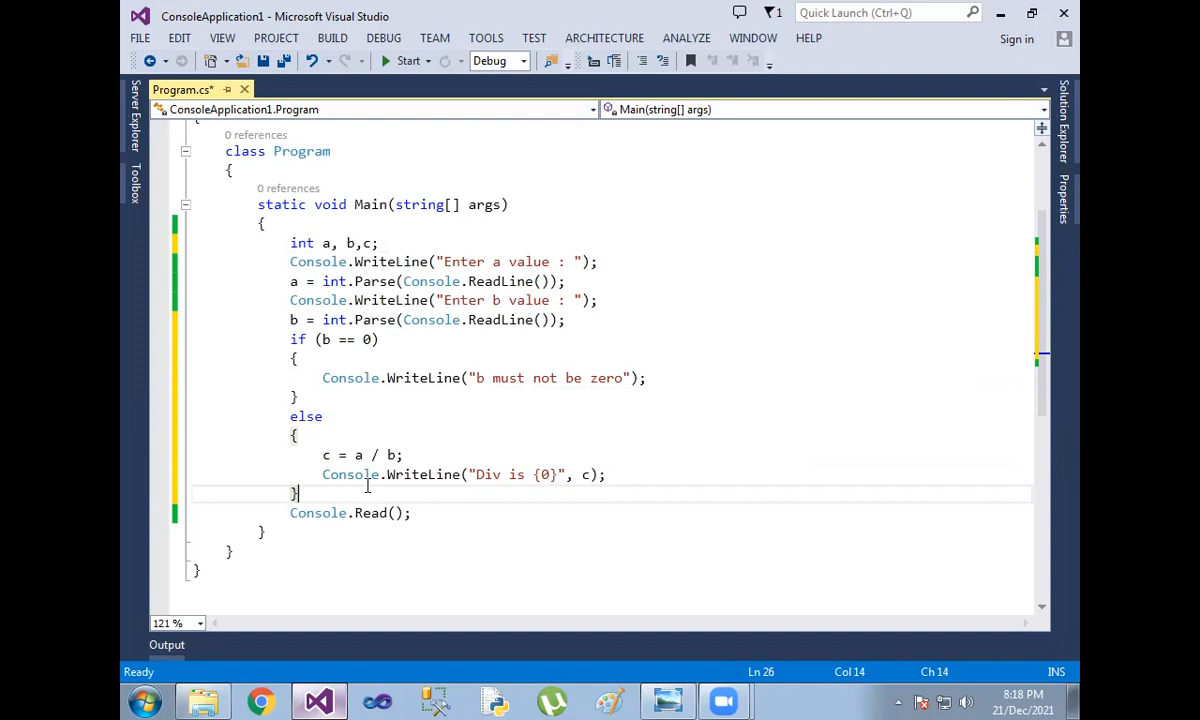 ConsoleApplication1 - Microsoft Visual Studio
1
Quick Launch (Ctrl+Q)
FILE EDIT VIEW PROJECT BUILD DEBUG TEAM TOOLS TEST ARCHITECTURE ANALYZE WINDOW HELP
Sign in
Start
Debug
Server Explorer
Toolbox
Program.cs*
ConsoleApplication1.Program
Main(string[] args)
Solution Explorer
Properties
{
0 references
class Program
{
0 references
static void Main(string[] args)
{
int a, b,c;
Console.WriteLine("Enter a value : ");
a = int.Parse(Console.ReadLine());
Console.WriteLine("Enter b value : ");
b = int.Parse(Console.ReadLine());
if (b == 0)
{
Console.WriteLine("b must not be zero");
}
else
{
c = a / b;
Console.WriteLine("Div is {0}", c);
}
Console.Read();
}
}
}
121 %
Output
Ready
Ln 26 Col 14 Ch 14 INS
8:18 PM
21/Dec/2021